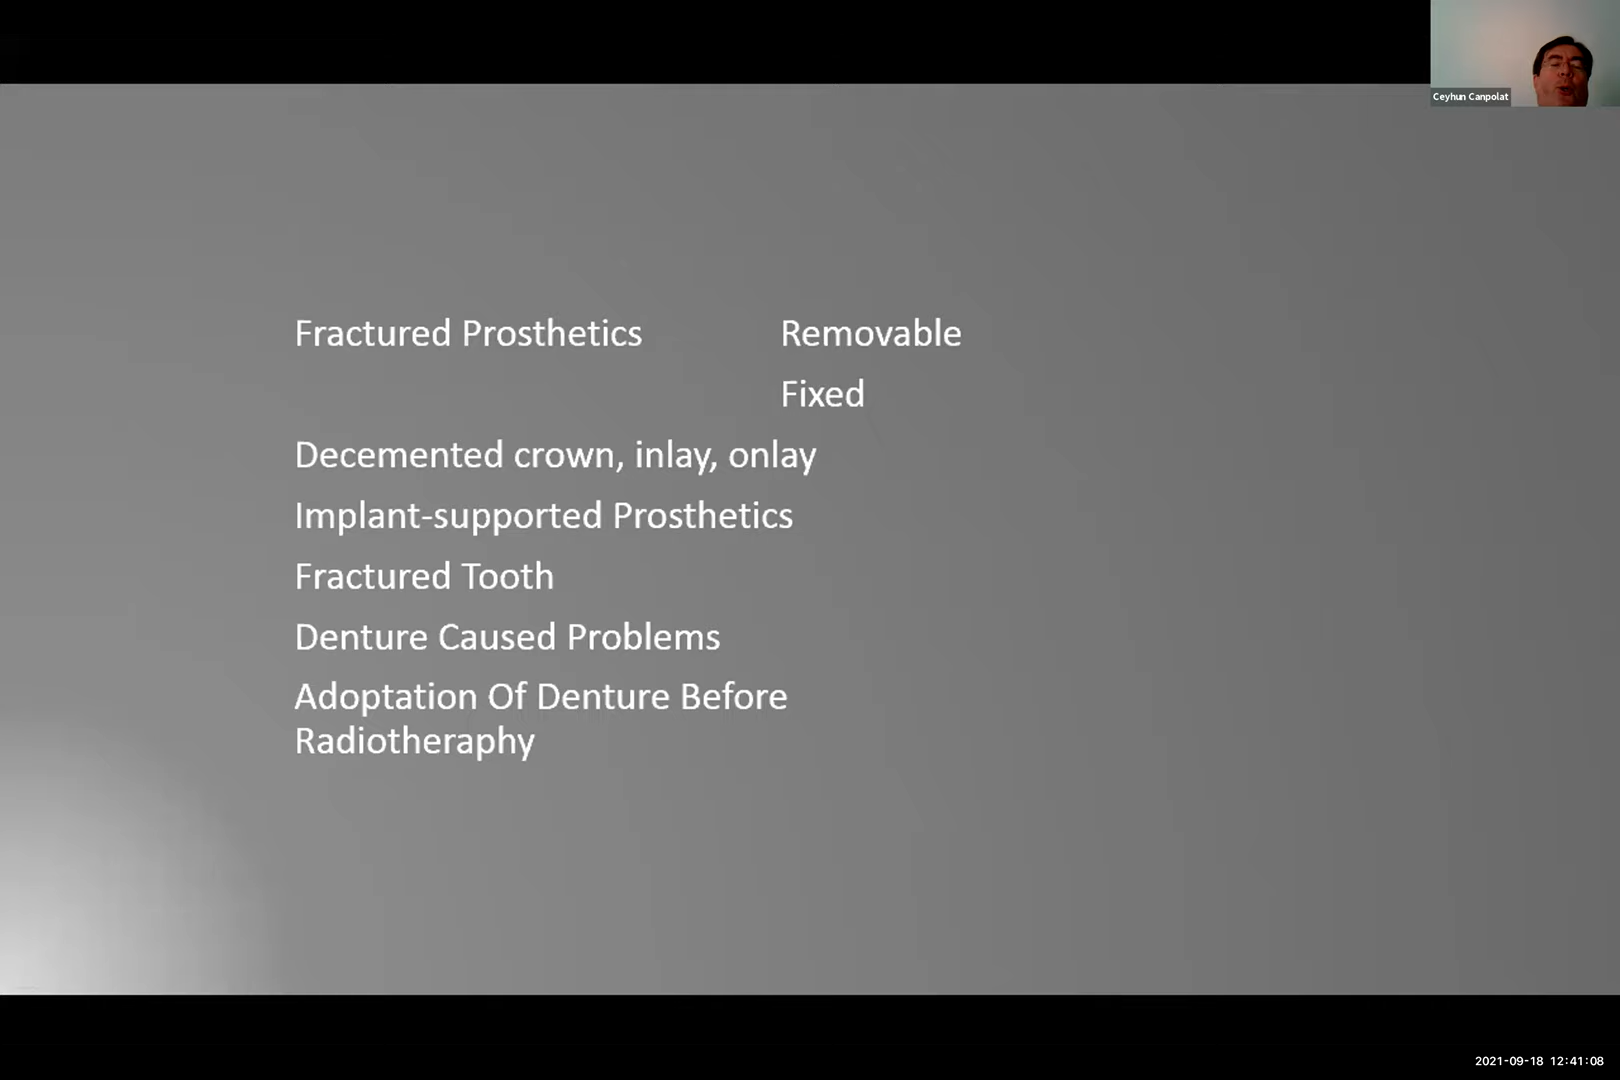 Ceyhun Canpolat
Fractured Prosthetics Removable
Fixed
Decemented crown, inlay, onlay
Implant-supported Prosthetics
Fractured Tooth
Denture Caused Problems
Adoptation Of Denture Before
Radiotheraphy
2021-09-18 12:41:08